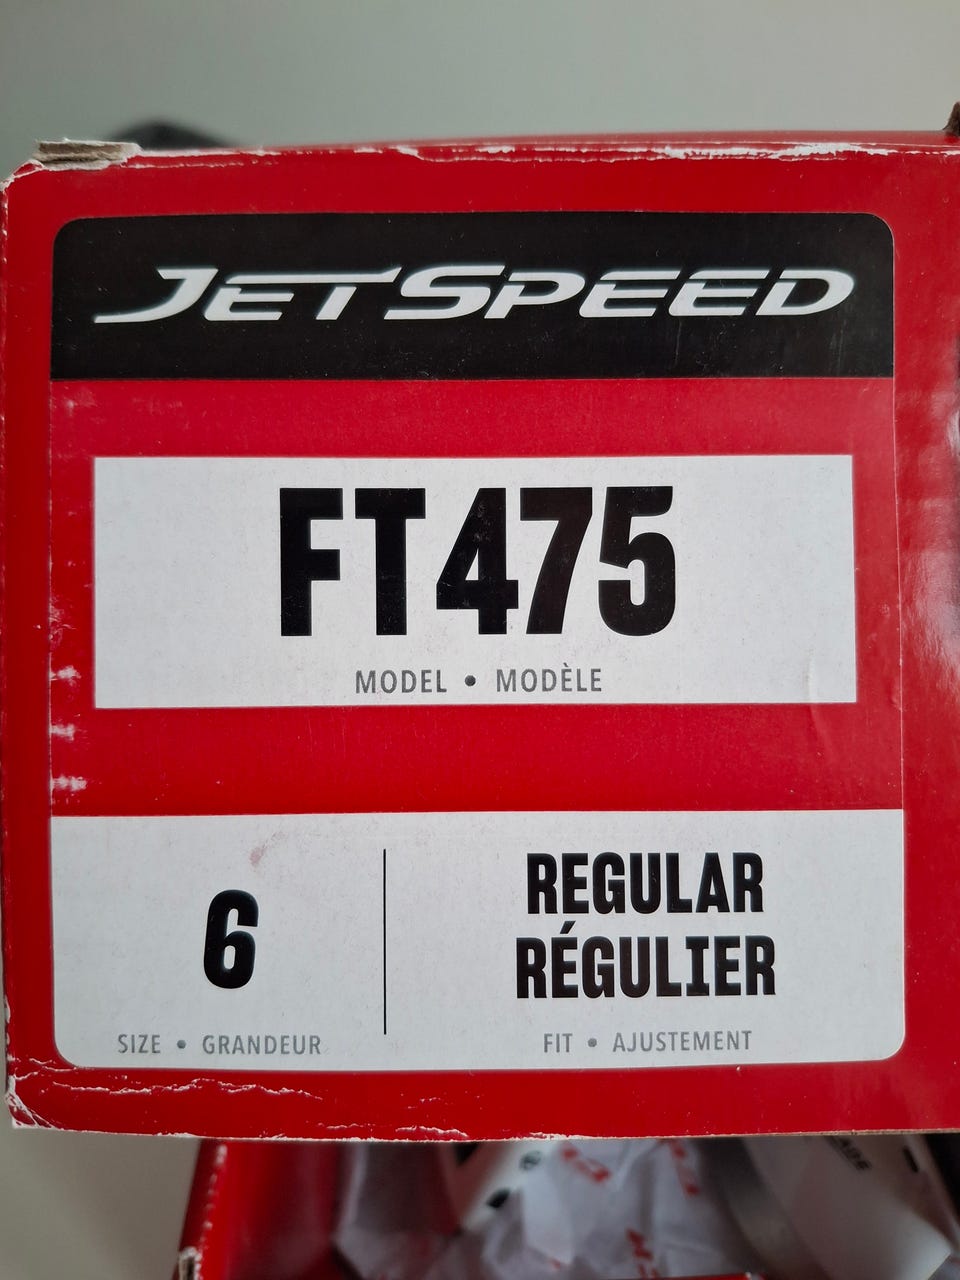 JETSPEED
FT475
MODEL • MODÈLE
6
SIZE • GRANDEUR
REGULAR
RÉGULIER
FIT • AJUSTEMENT